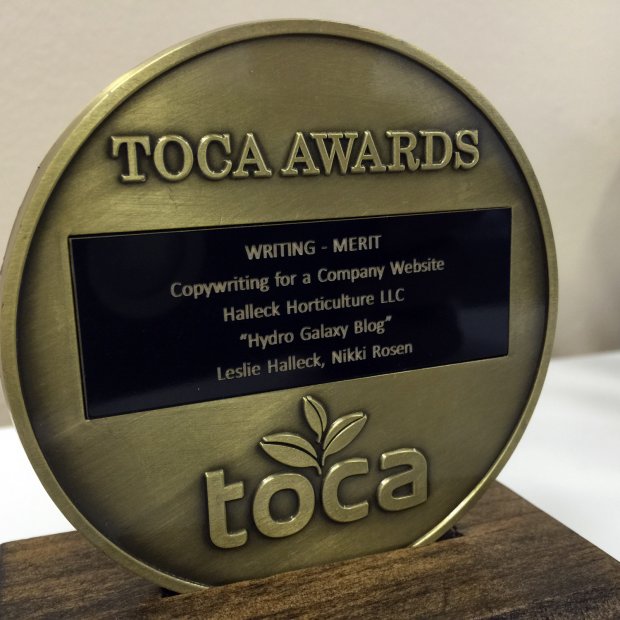 TOCA AWARDS
WRITING - MERIT
Copywriting for a Company Website
Halleck Horticulture LLC
“Hydro Galaxy Blog”
Leslie Halleck, Nikki Rosen
toca